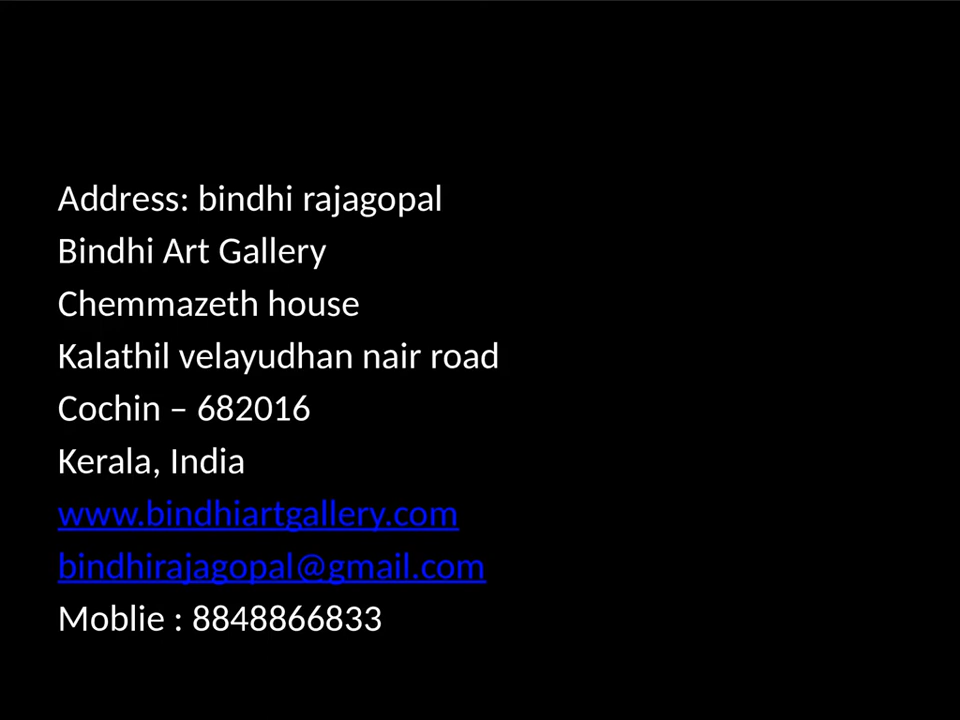 Address: bindhi rajagopal
Bindhi Art Gallery
Chemmazeth house
Kalathil velayudhan nair road
Cochin – 682016
Kerala, India
www.bindhiartgallery.com
bindhirajagopal@gmail.com
Moblie : 8848866833